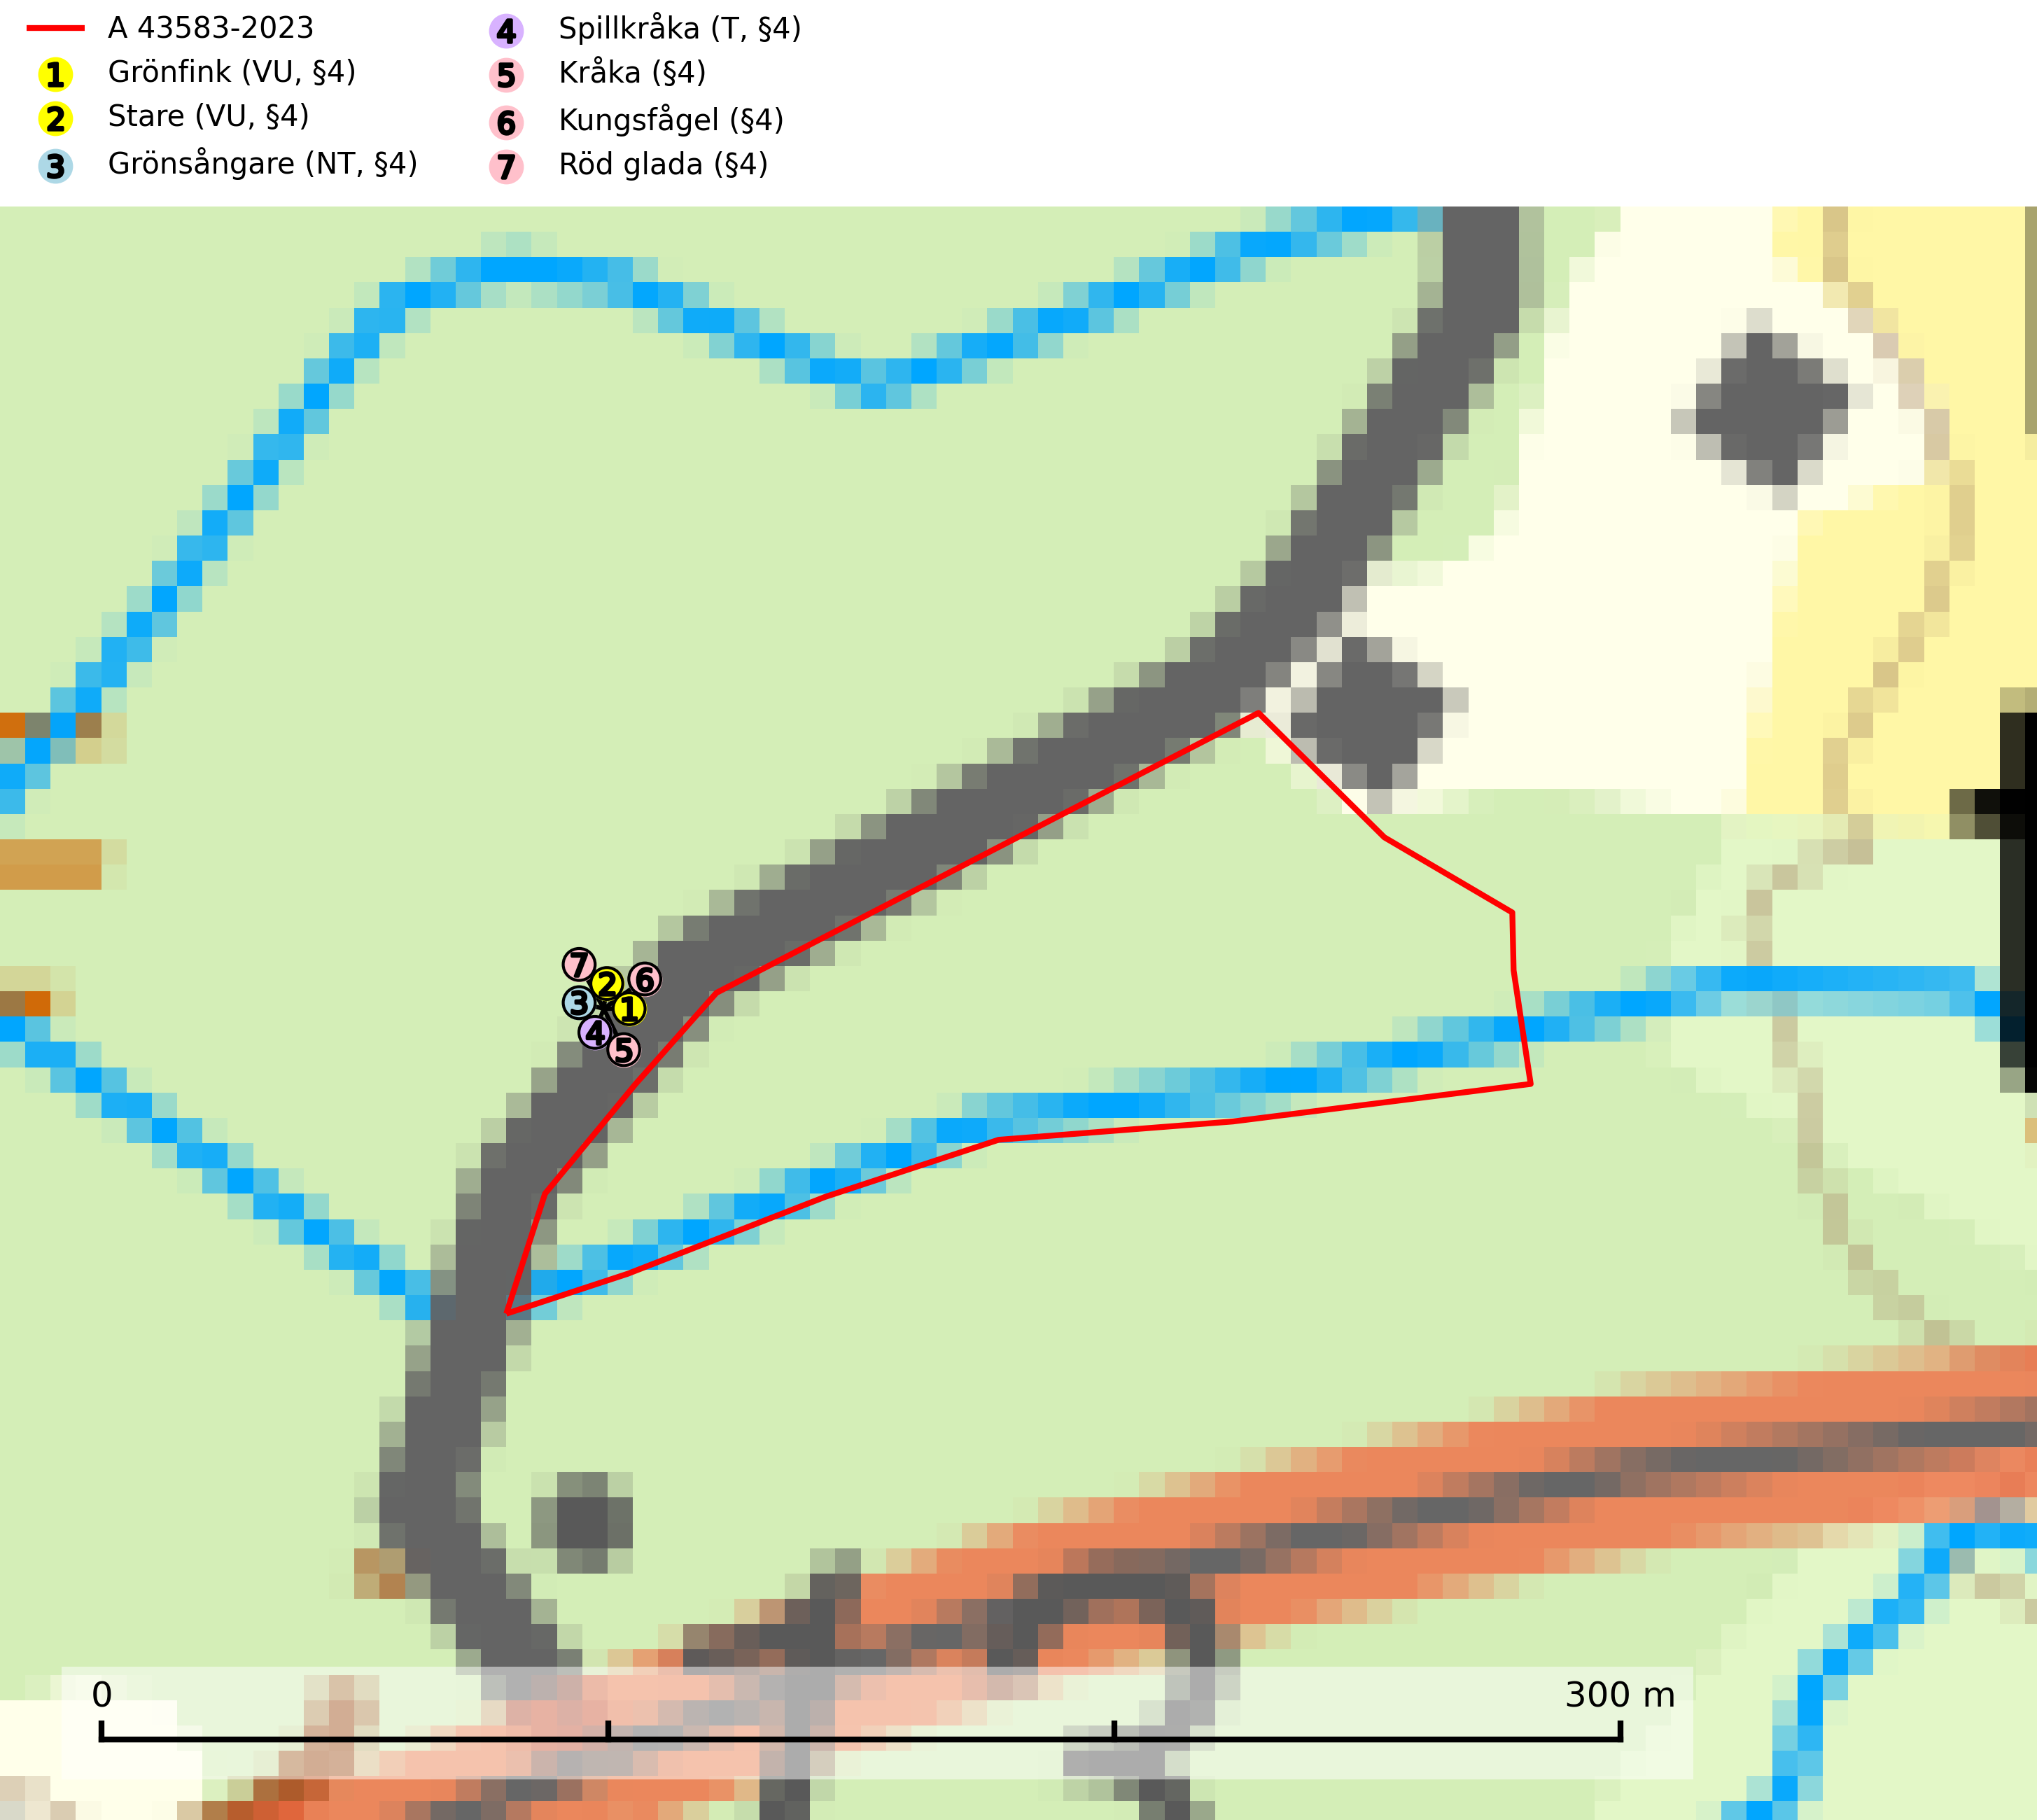 A 43583-2023
1 Grönfink (VU, §4)
2 Stare (VU, §4)
3 Grönsångare (NT, §4)
4 Spillkråka (T, §4)
5 Kråka (§4)
6 Kungsfågel (§4)
7 Röd glada (§4)
7
2
6
3
1
4
5
0
300 m